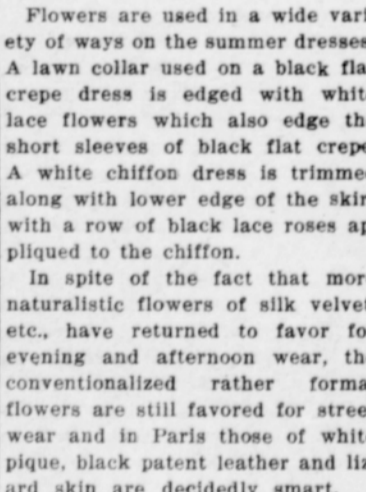 Flowers are used in a wide vari
ety of ways on the summer dresses
A lawn collar used on a black fla
crepe dress is edged with whit
lace flowers which also edge th
short sleeves of black flat crepe
A white chiffon dress is trimme
along with lower edge of the skir
with a row of black lace roses ap
pliqued to the chiffon.
In spite of the fact that mor
naturalistic flowers of silk velvet
etc., have returned to favor fo
evening and afternoon wear, th
conventionalized rather forma
flowers are still favored for stree
wear and in Paris those of whit
pique, black patent leather and liz
ard skin are decidedly smart.